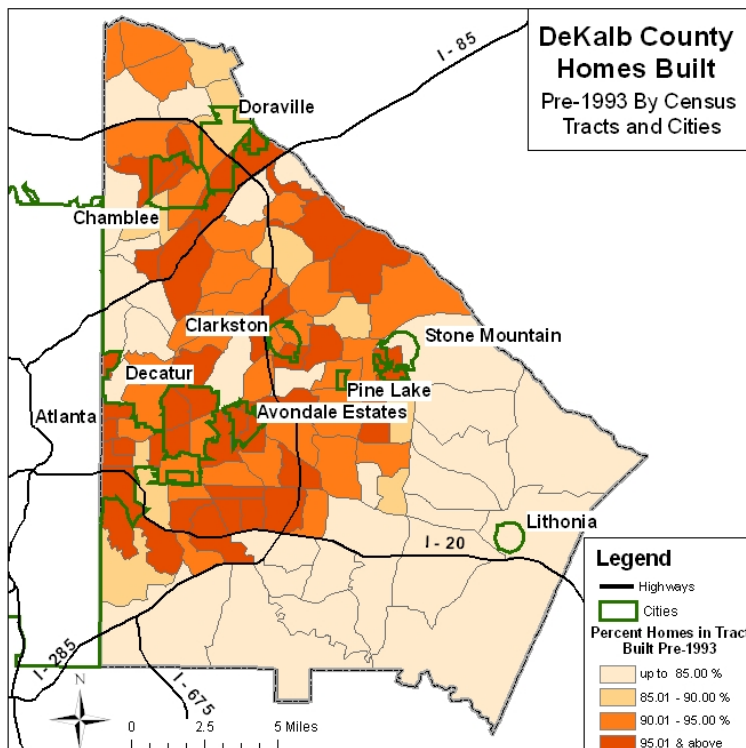 DeKalb County
Homes Built
Pre-1993 By Census
Tracts and Cities
I - 85
Doraville
Chamblee
Clarkston
Stone Mountain
Decatur
Pine Lake
Atlanta
Avondale Estates
Lithonia
I - 20
I - 285
I - 675
N
0 2.5 5 Miles
Legend
Highways
Cities
Percent Homes in Tract
Built Pre-1993
up to 85.00 %
85.01 - 90.00 %
90.01 - 95.00 %
95.01 & above